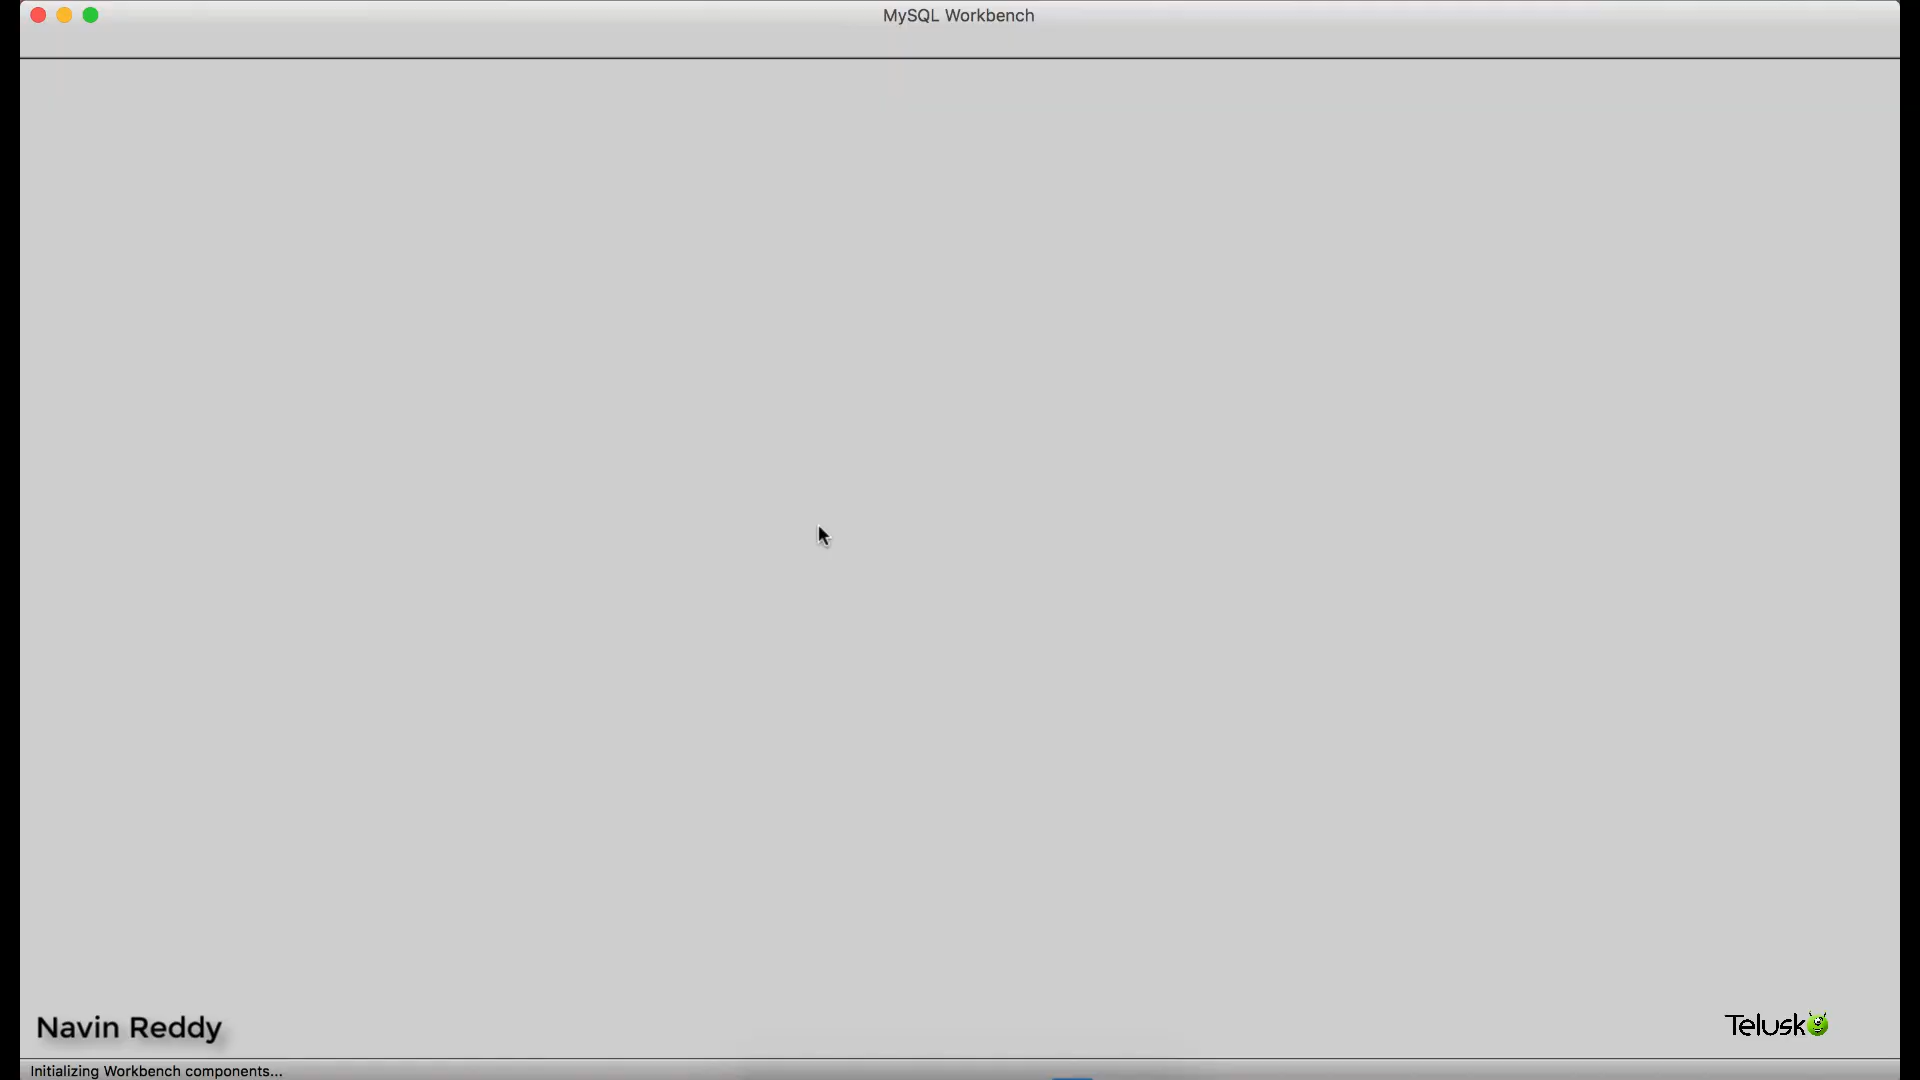 MySQL Workbench
Navin Reddy
Telusko
Initializing Workbench components...